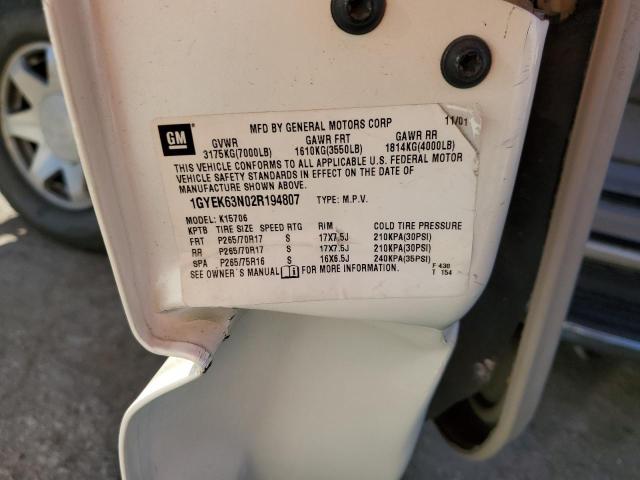 GM MFD BY GENERAL MOTORS CORP 11/01
GVWR GAWR FRT GAWR RR
3175KG(7000LB) 1610KG(3550LB) 1814KG(4000LB)
THIS VEHICLE CONFORMS TO ALL APPLICABLE U.S. FEDERAL MOTOR
VEHICLE SAFETY STANDARDS IN EFFECT ON THE DATE OF
MANUFACTURE SHOWN ABOVE.
1GYEK63N02R194807 TYPE: M.P.V.
MODEL: K15706
KPTB TIRE SIZE SPEED RTG RIM COLD TIRE PRESSURE
FRT P265/70R17 S 17X7.5J 210KPA(30PSI)
RR P265/70R17 S 17X7.5J 210KPA(30PSI)
SPA P265/75R16 S 16X6.5J 240KPA(35PSI)
SEE OWNER'S MANUAL FOR MORE INFORMATION. F 430
T 154